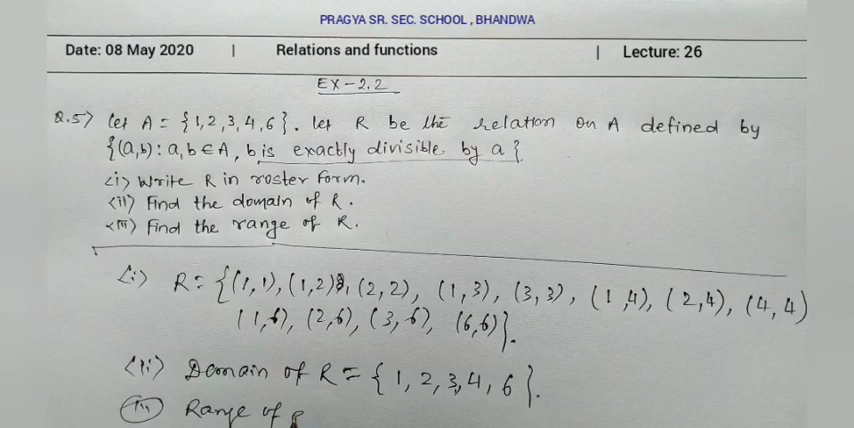 PRAGYA SR. SEC. SCHOOL , BHANDWA
Date: 08 May 2020 | Relations and functions | Lecture: 26
EX-2.2
Q.5> let A = {1,2,3,4,6}. let R be the relation on A defined by
{(a,b): a,b ∈ A, b is exactly divisible by a}
<i> Write R in roster form.
<ii> Find the domain of R.
<iii> Find the range of R.
<i> R = {(1,1), (1,2), (2,2), (1,3), (3,3), (1,4), (2,4), (4,4)
(1,6), (2,6), (3,6), (6,6)}.
<ii> Domain of R = {1, 2, 3, 4, 6}.
(iii) Range of R